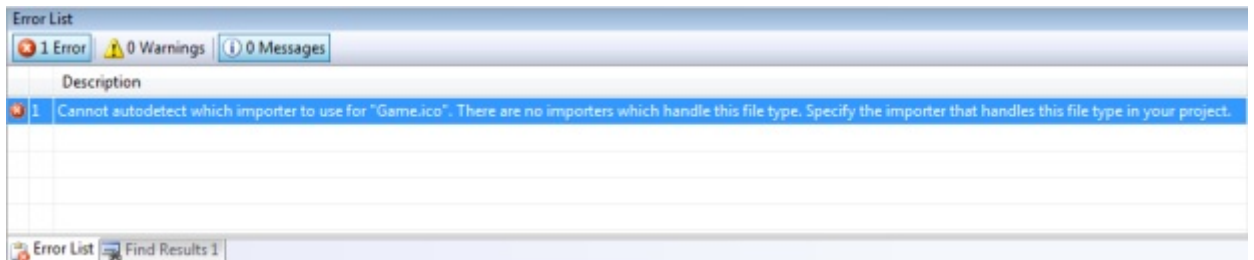 Error List
1 Error 0 Warnings 0 Messages
Description
1 Cannot autodetect which importer to use for "Game.ico". There are no importers which handle this file type. Specify the importer that handles this file type in your project.
Error List Find Results 1